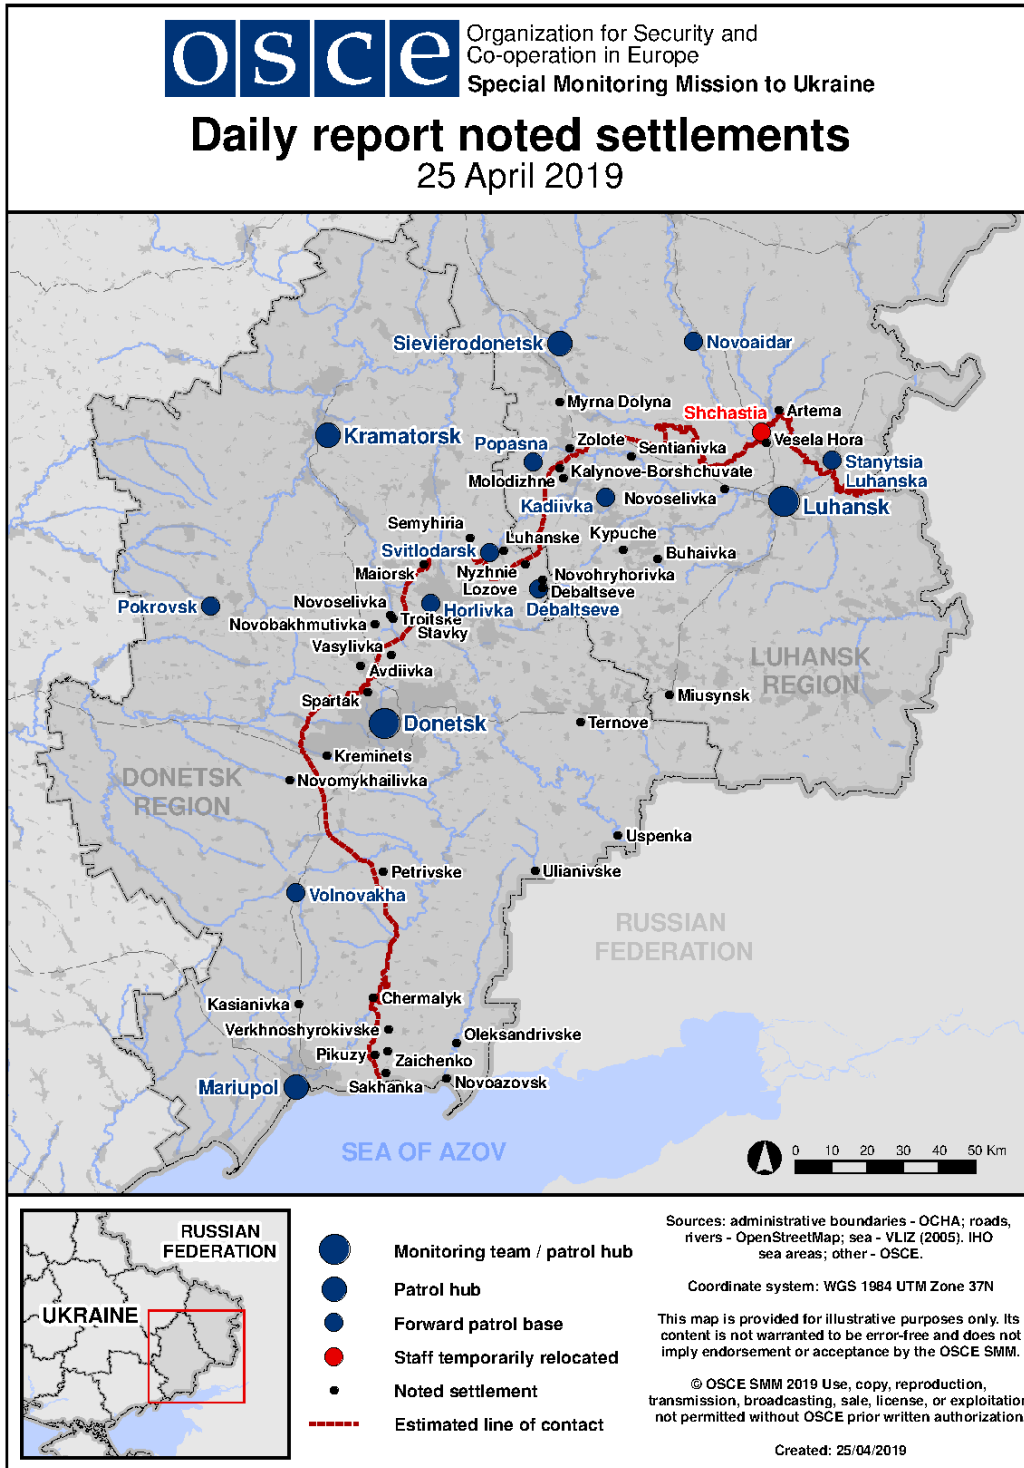 osce
Organization for Security and
Co-operation in Europe
Special Monitoring Mission to Ukraine
Daily report noted settlements
25 April 2019
Sievierodonetsk
Novoaidar
Myrna Dolyna
Shchastia
Artema
Kramatorsk
Popasna
Zolote
Sentianivka
Vesela Hora
Stanytsia
Luhanska
Molodizhne
Kalynove-Borshchuvate
Kadiivka
Novoselivka
Luhansk
Semyhiria
Svitlodarsk
Luhanske
Kypuche
Buhaivka
Maiorsk
Nyzhnie
Lozove
Novohryhorivka
Debaltseve
Debaltseve
Pokrovsk
Novoselivka
Horlivka
Novobakhmutivka
Troitske
Stavky
Vasylivka
Avdiivka
LUHANSK
REGION
Spartak
Miusynsk
Donetsk
Ternove
Kreminets
DONETSK
REGION
Novomykhailivka
Uspenka
Petrivske
Ulianivske
Volnovakha
RUSSIAN
FEDERATION
Kasianivka
Chermalyk
Verkhnoshyrokivske
Oleksandrivske
Pikuzy
Zaichenko
Mariupol
Sakhanka
Novoazovsk
SEA OF AZOV
0 10 20 30 40 50 Km
RUSSIAN
FEDERATION
UKRAINE
Monitoring team / patrol hub
Patrol hub
Forward patrol base
Staff temporarily relocated
Noted settlement
Estimated line of contact
Sources: administrative boundaries - OCHA; roads,
rivers - OpenStreetMap; sea - VLIZ (2005). IHO
sea areas; other - OSCE.
Coordinate system: WGS 1984 UTM Zone 37N
This map is provided for illustrative purposes only. Its
content is not warranted to be error-free and does not
imply endorsement or acceptance by the OSCE SMM.
© OSCE SMM 2019 Use, copy, reproduction,
transmission, broadcasting, sale, license, or exploitation
not permitted without OSCE prior written authorization.
Created: 25/04/2019